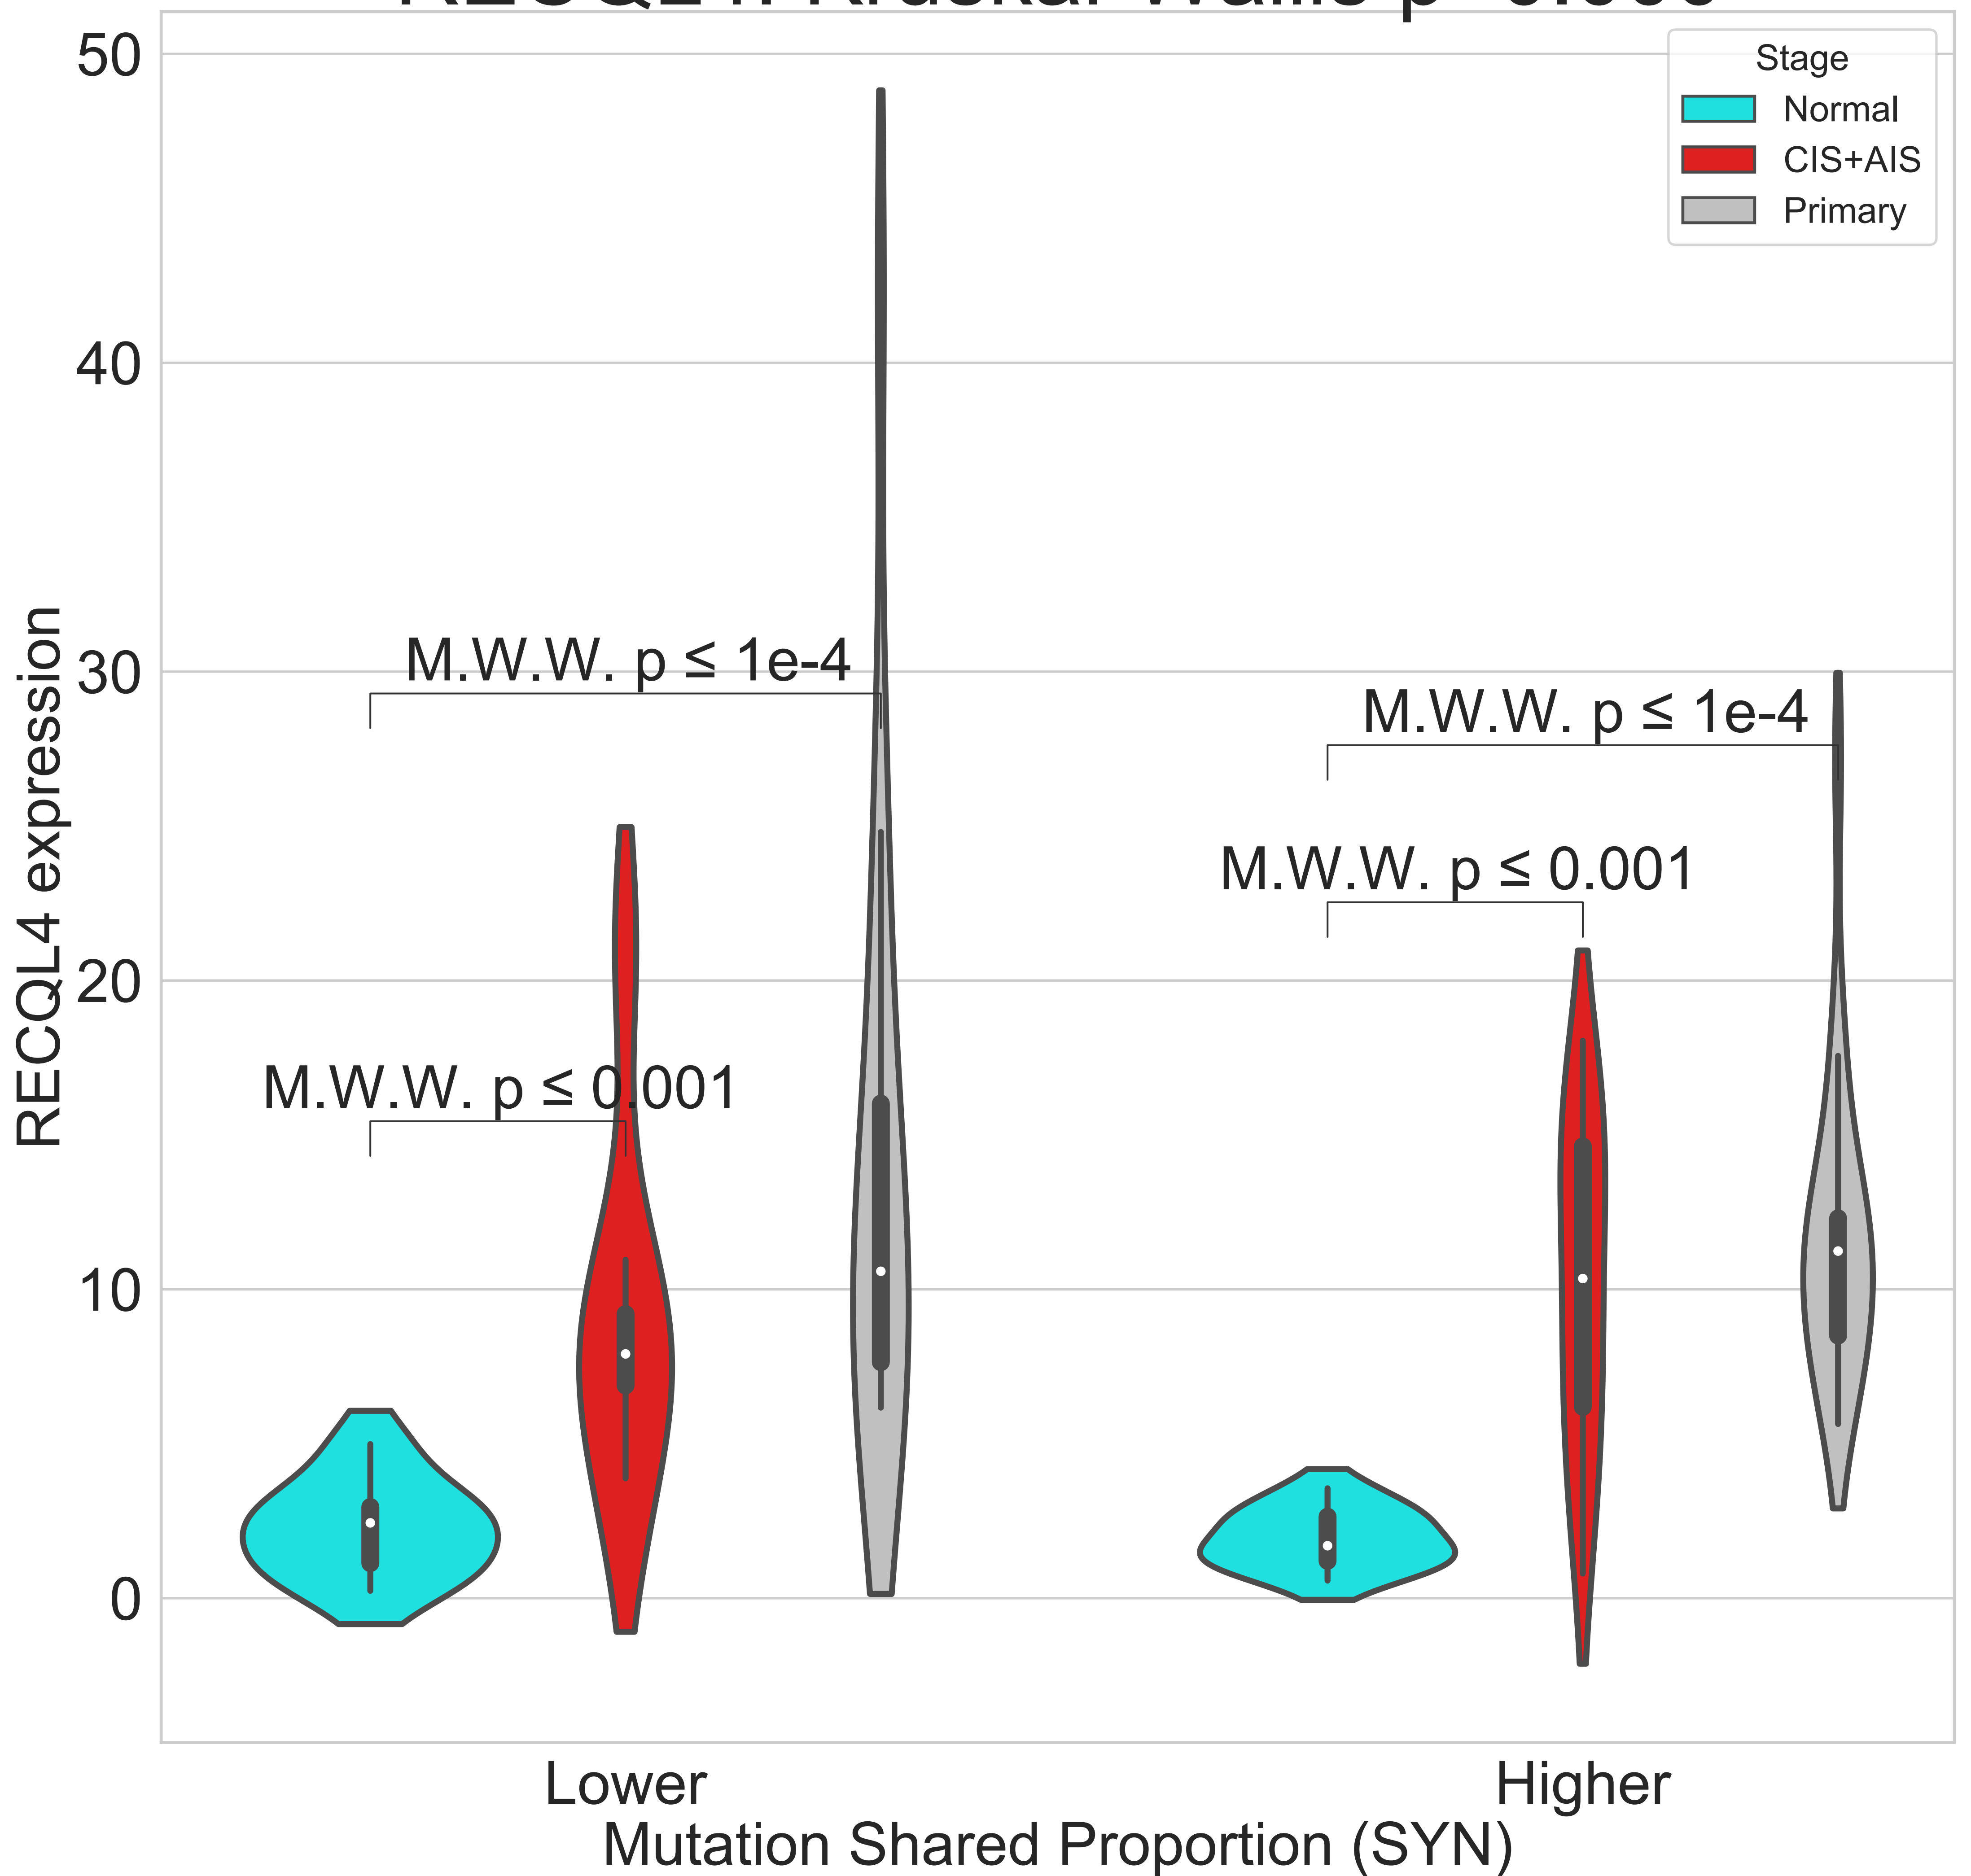 50
Stage
Normal
CIS+AIS
Primary
40
M.W.W. p ≤ 1e-4
30
M.W.W. p ≤ 1e-4
M.W.W. p ≤ 0.001
20
M.W.W. p ≤ 0.001
10
0
RECQL4 expression
Lower
Higher
Mutation Shared Proportion (SYN)